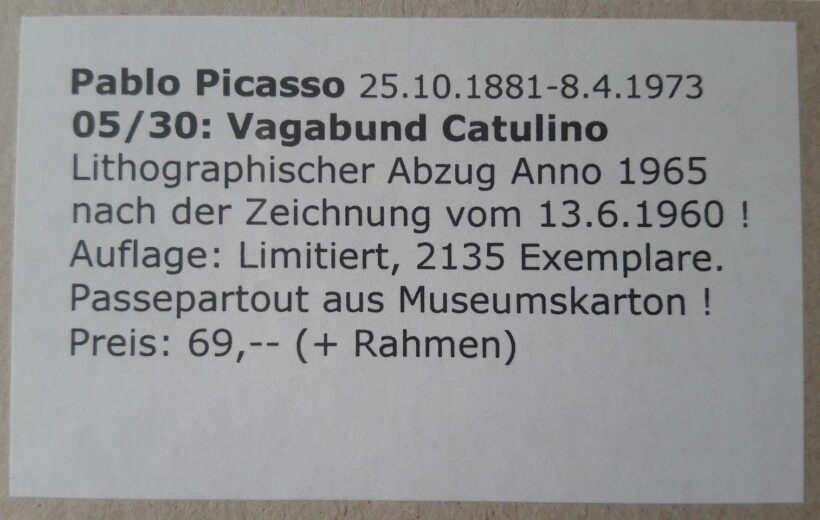 Pablo Picasso 25.10.1881-8.4.1973
05/30: Vagabund Catulino
Lithographischer Abzug Anno 1965
nach der Zeichnung vom 13.6.1960 !
Auflage: Limitiert, 2135 Exemplare.
Passepartout aus Museumskarton !
Preis: 69,-- (+ Rahmen)